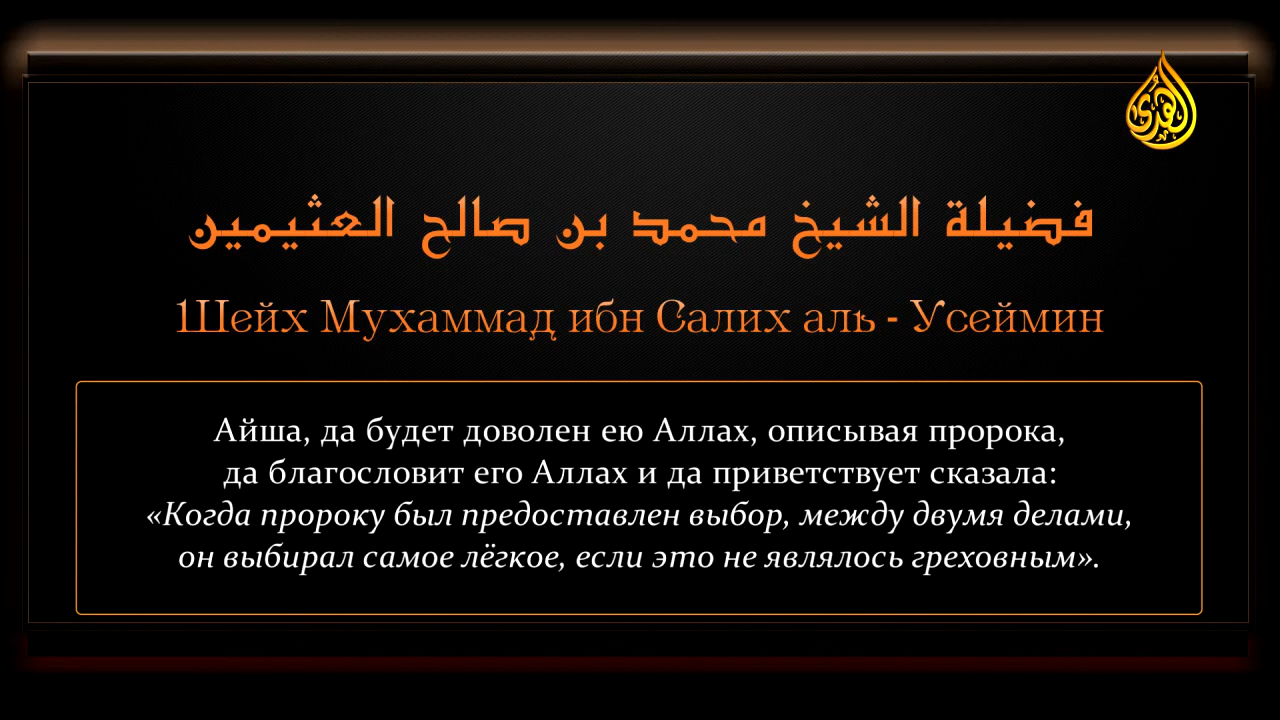 الهدى
فضيلة الشيخ محمد بن صالح العثيمين
Шейх Мухаммад ибн Салих аль - Усеймин
Айша, да будет доволен ею Аллах, описывая пророка,
да благословит его Аллах и да приветствует сказала:
«Когда пророку был предоставлен выбор, между двумя делами,
он выбирал самое лёгкое, если это не являлось греховным».